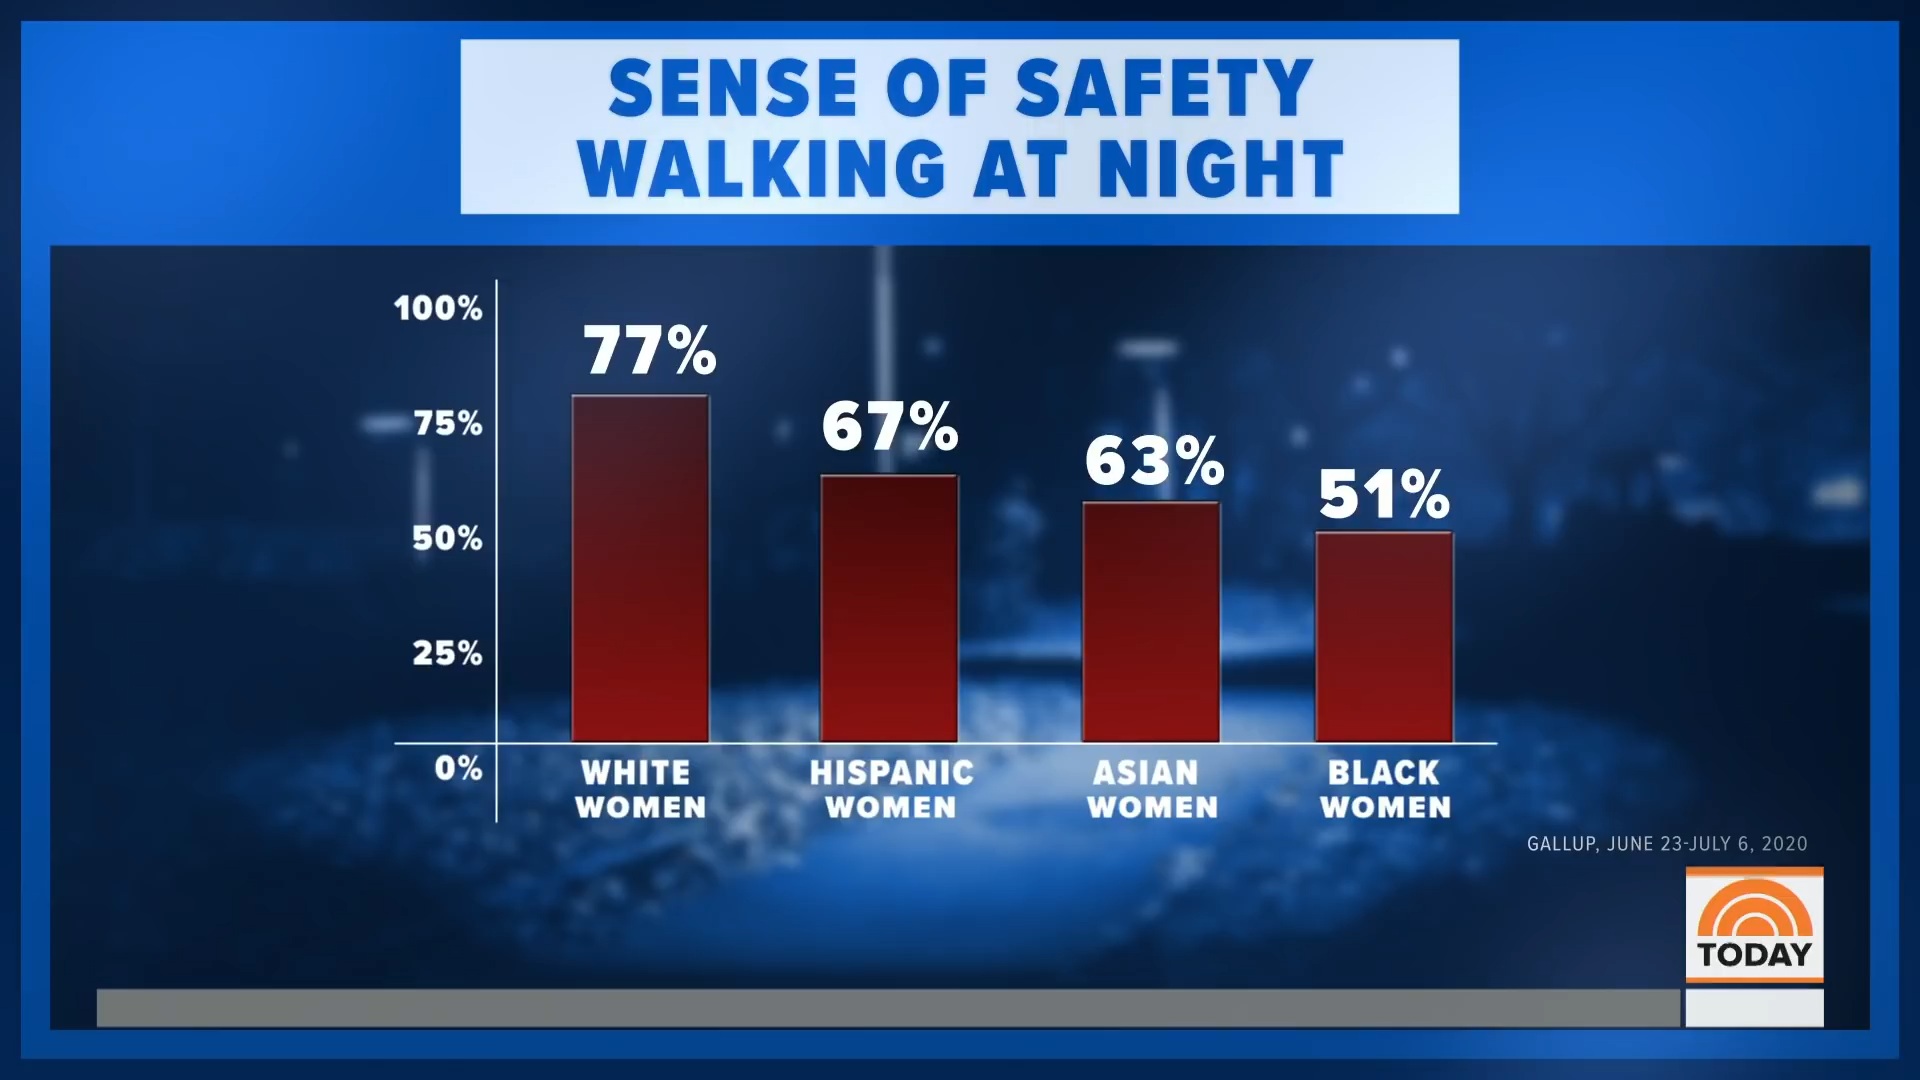 SENSE OF SAFETY
WALKING AT NIGHT
100%
75%
50%
25%
0%
77%
67%
63%
51%
WHITE
WOMEN
HISPANIC
WOMEN
ASIAN
WOMEN
BLACK
WOMEN
GALLUP, JUNE 23-JULY 6, 2020
TODAY